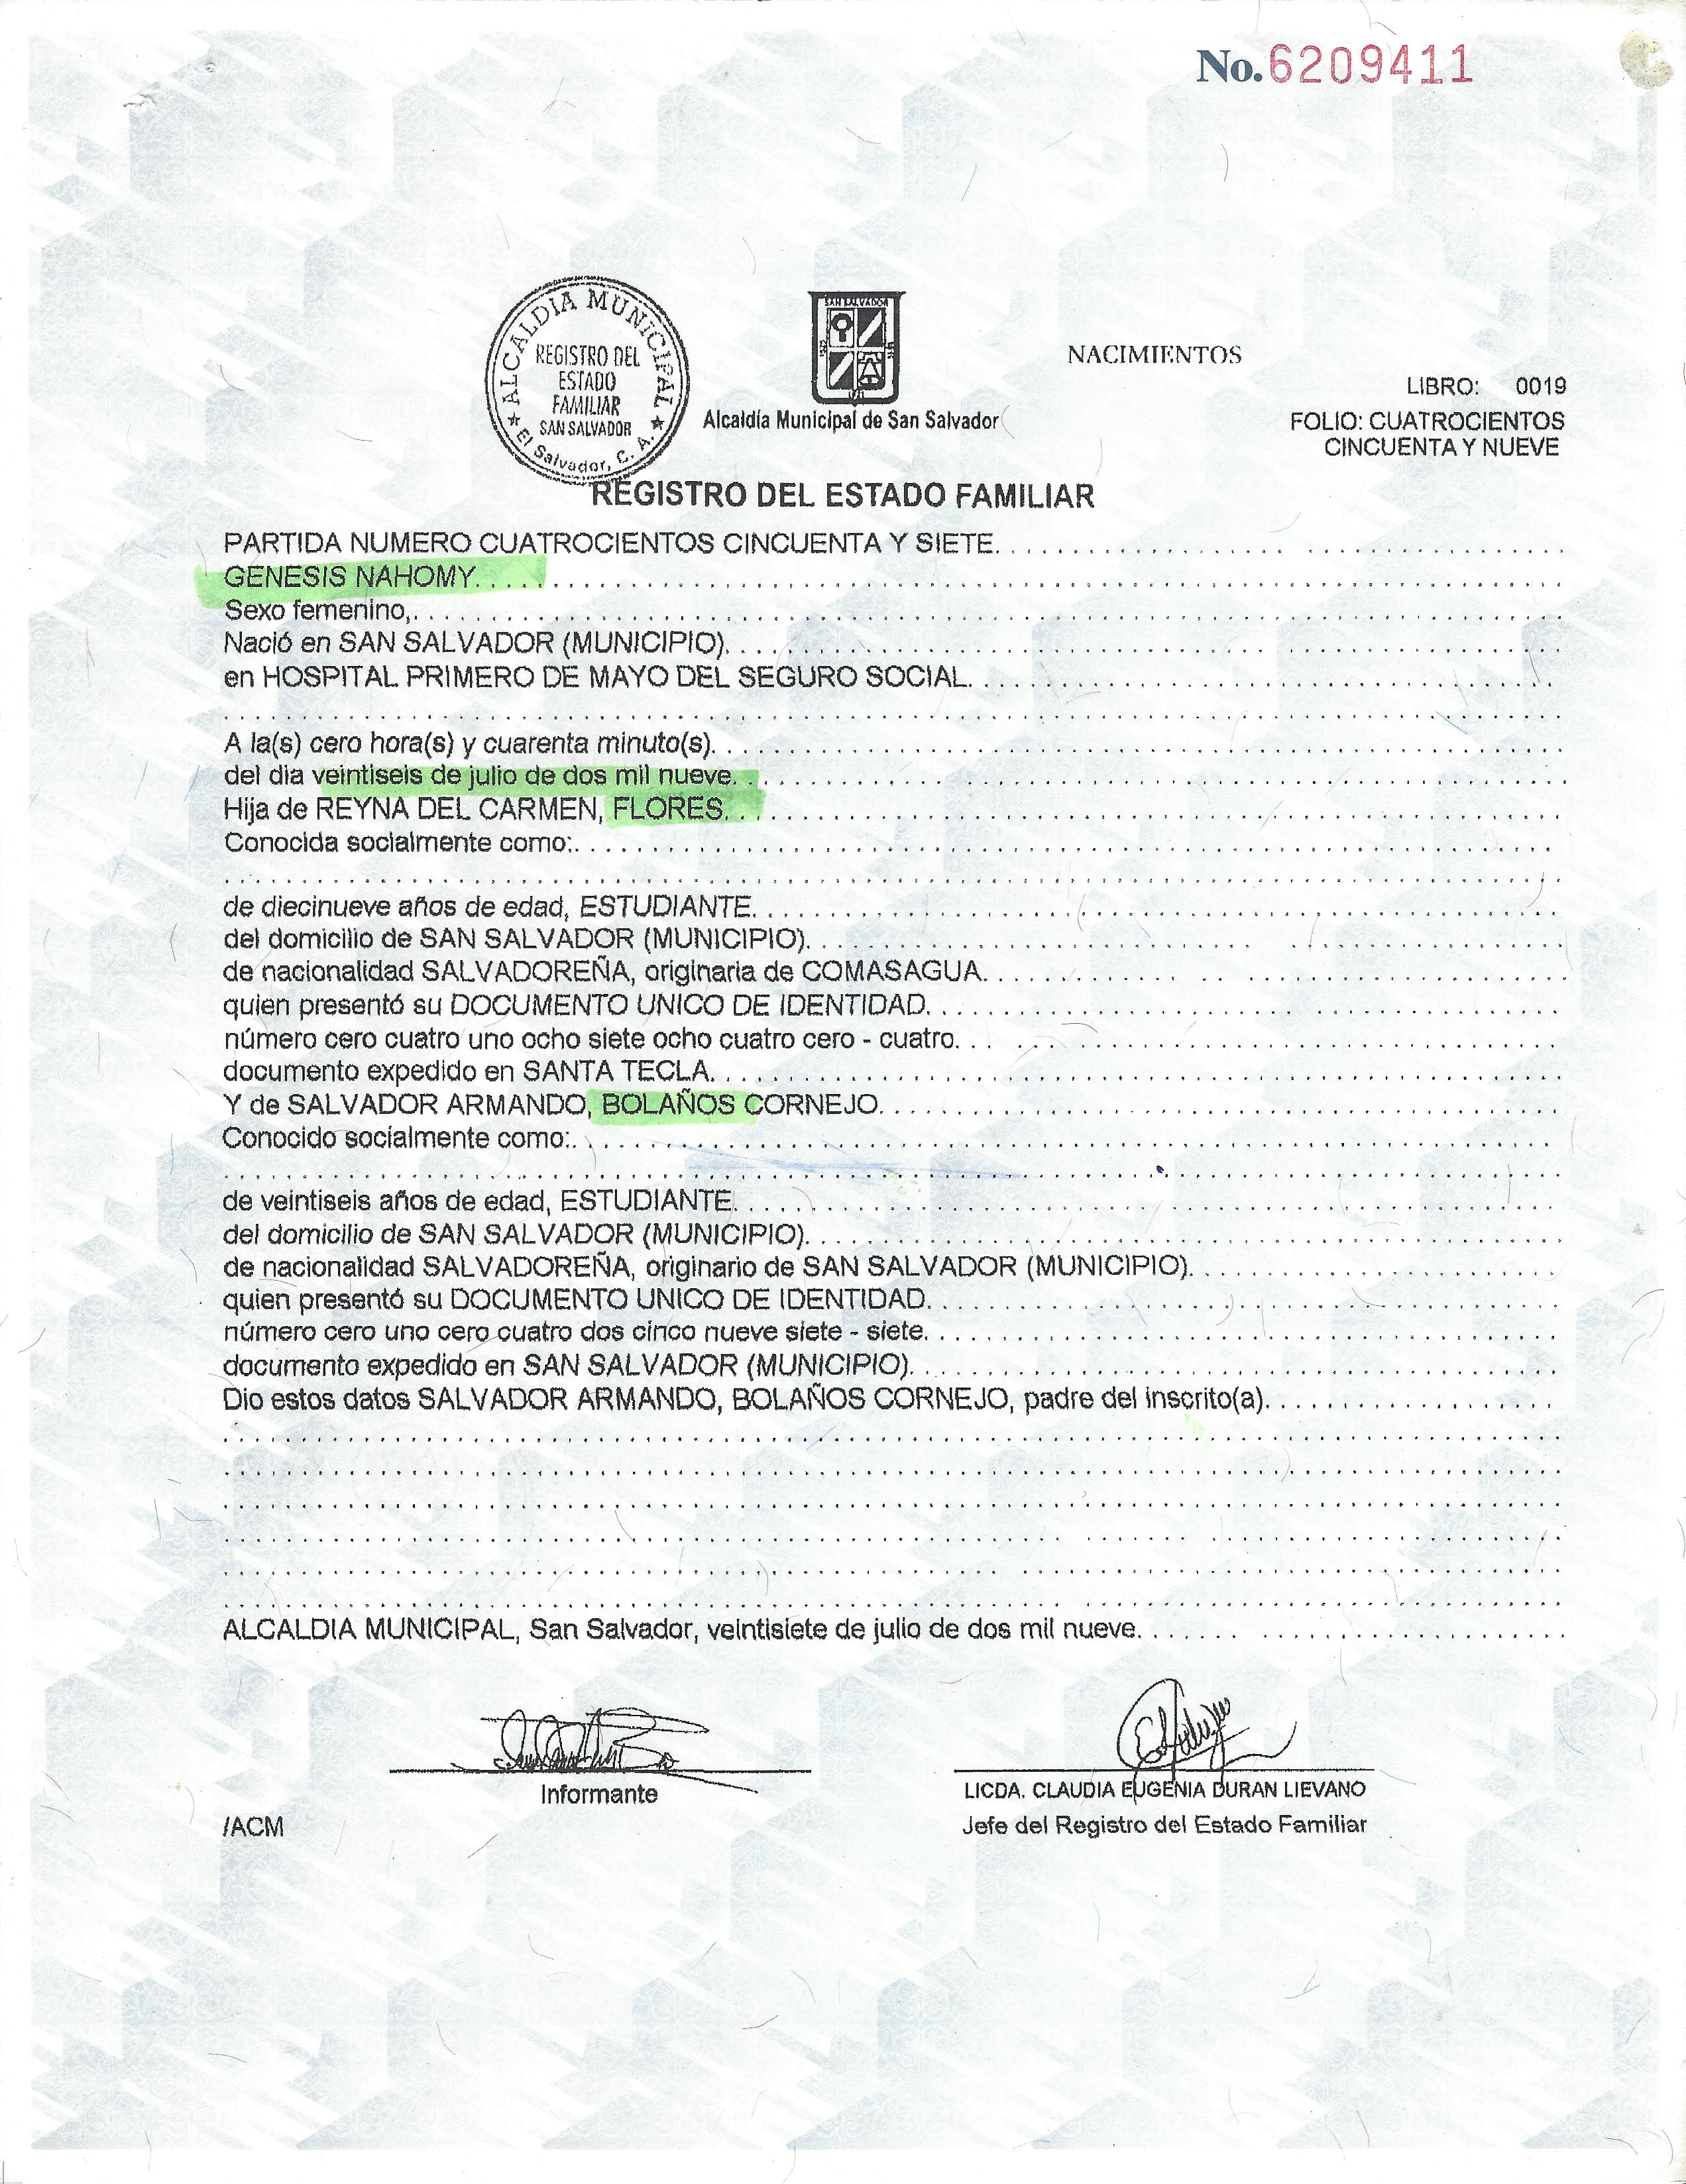 No. 6209411
ALCALDIA MUNICIPAL
REGISTRO DEL
ESTADO
FAMILIAR
SAN SALVADOR
El Salvador, C. A.
SAN SALVADOR
Alcaldía Municipal de San Salvador
NACIMIENTOS
LIBRO: 0019
FOLIO: CUATROCIENTOS
CINCUENTA Y NUEVE
REGISTRO DEL ESTADO FAMILIAR
PARTIDA NUMERO CUATROCIENTOS CINCUENTA Y SIETE.
GENESIS NAHOMY.
Sexo femenino,.
Nació en SAN SALVADOR (MUNICIPIO).
en HOSPITAL PRIMERO DE MAYO DEL SEGURO SOCIAL.
A la(s) cero hora(s) y cuarenta minuto(s).
del dia veintiseis de julio de dos mil nueve.
Hija de REYNA DEL CARMEN, FLORES.
Conocida socialmente como:.
de diecinueve años de edad, ESTUDIANTE.
del domicilio de SAN SALVADOR (MUNICIPIO).
de nacionalidad SALVADOREÑA, originaria de COMASAGUA.
quien presentó su DOCUMENTO UNICO DE IDENTIDAD.
número cero cuatro uno ocho siete ocho cuatro cero - cuatro.
documento expedido en SANTA TECLA.
Y de SALVADOR ARMANDO, BOLAÑOS CORNEJO.
Conocido socialmente como:.
de veintiseis años de edad, ESTUDIANTE.
del domicilio de SAN SALVADOR (MUNICIPIO).
de nacionalidad SALVADOREÑA, originario de SAN SALVADOR (MUNICIPIO).
quien presentó su DOCUMENTO UNICO DE IDENTIDAD.
número cero uno cero cuatro dos cinco nueve siete - siete.
documento expedido en SAN SALVADOR (MUNICIPIO).
Dio estos datos SALVADOR ARMANDO, BOLAÑOS CORNEJO, padre del inscrito(a).
ALCALDIA MUNICIPAL, San Salvador, veintisiete de julio de dos mil nueve.
Informante
LICDA. CLAUDIA EUGENIA DURAN LIEVANO
Jefe del Registro del Estado Familiar
/ACM